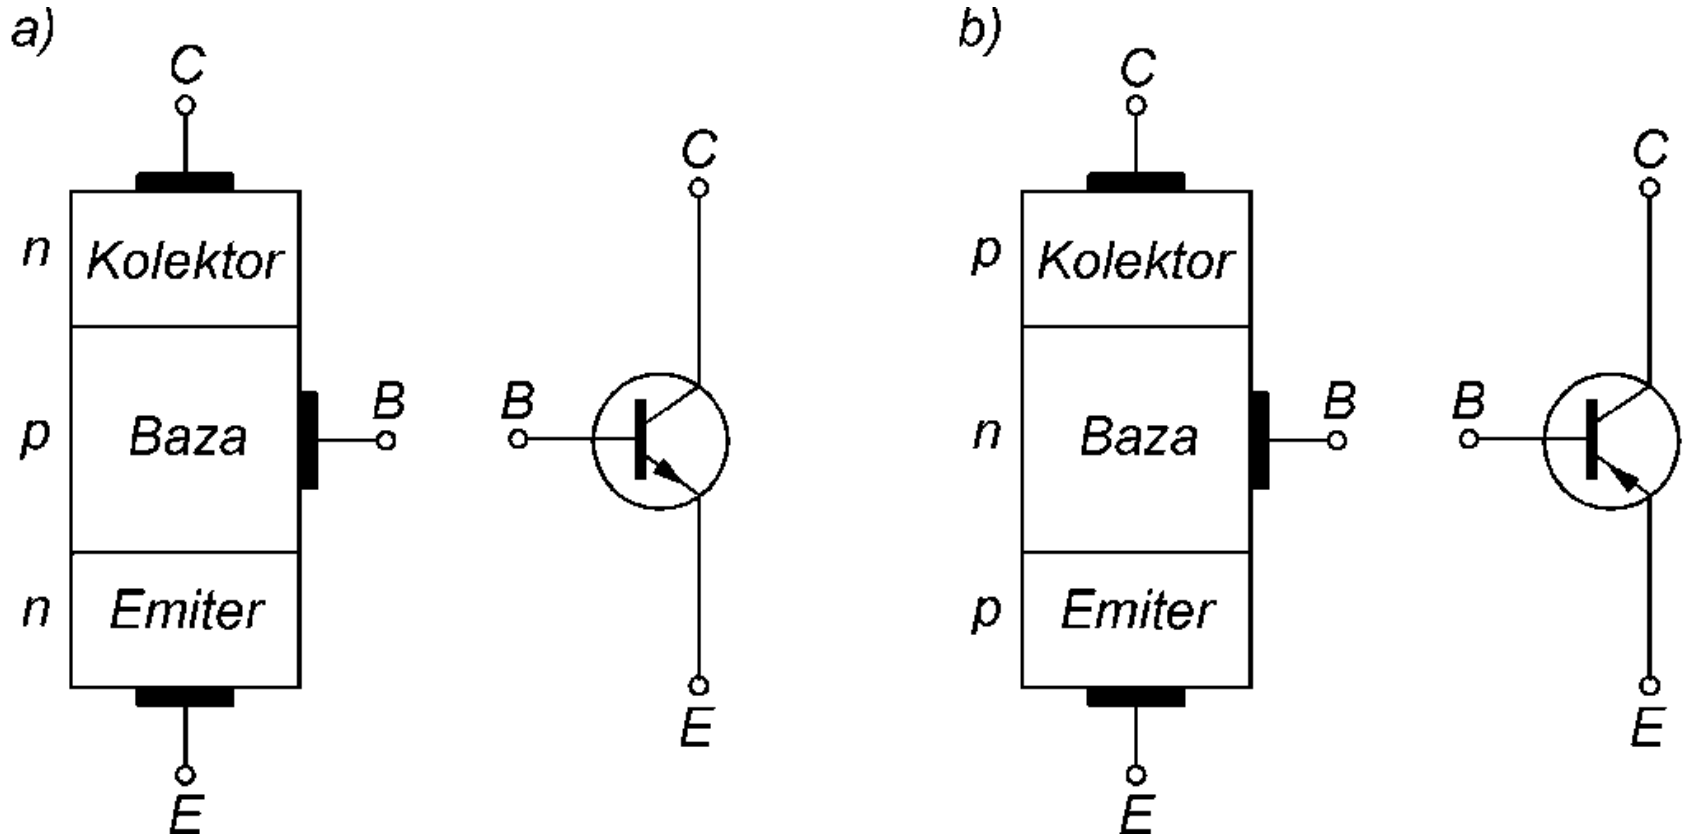 a)
C
n Kolektor
p Baza B
n Emiter
E
C
B
E
b)
C
p Kolektor
n Baza B
p Emiter
E
C
B
E